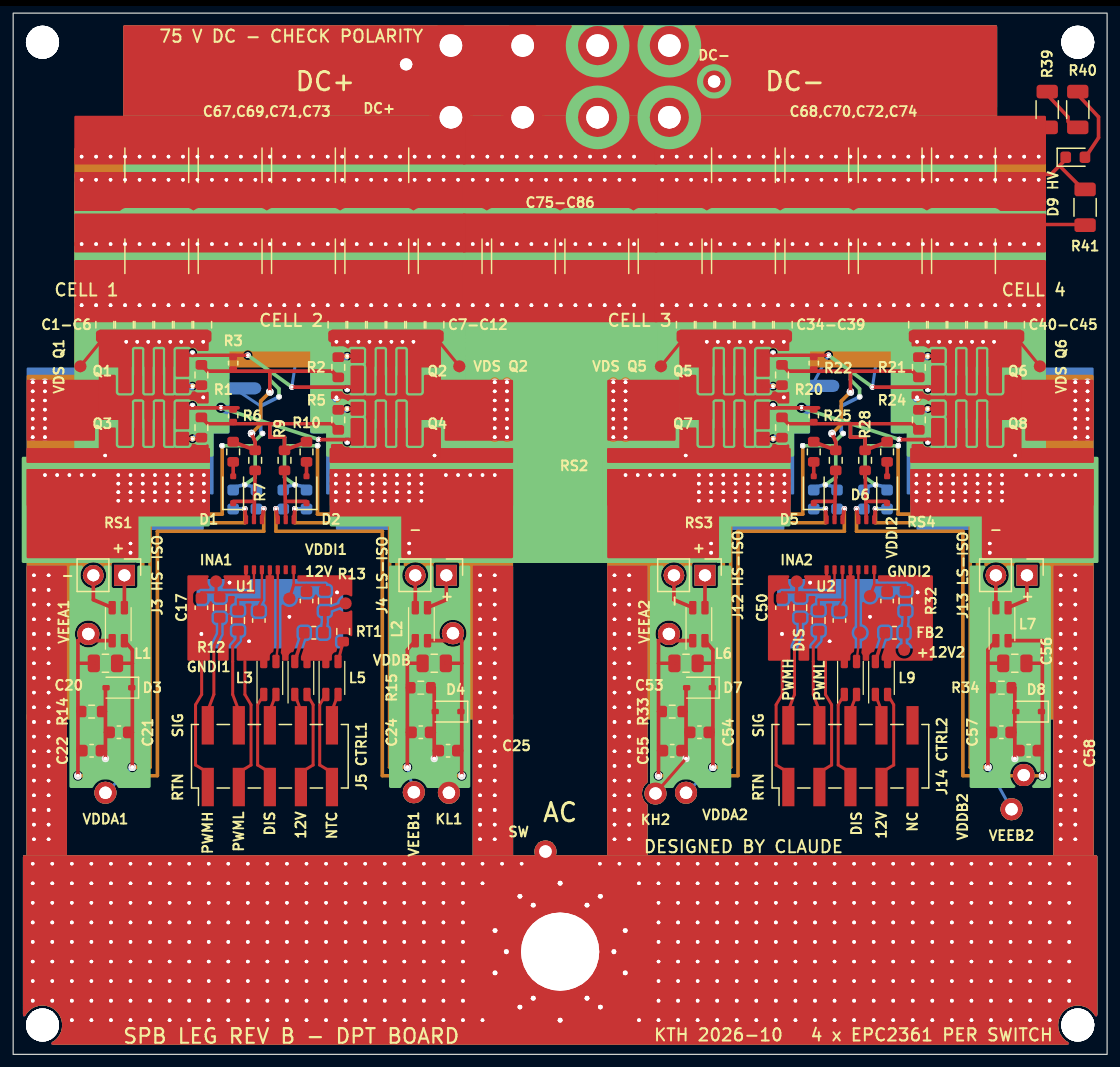 75 V DC – CHECK POLARITY
DC+
DC-
DC-
C67,C69,C71,C73
DC+
C68,C70,C72,C74
R39
R40
C75-C86
D9 HV
R41
CELL 1
CELL 4
C1-C6
CELL 2
C7-C12
CELL 3
C34-C39
C40-C45
VDS Q1
Q1
R3
R2
Q2
VDS Q2
VDS Q5
Q5
R22
R21
Q6
VDS Q6
R1
R5
R20
R24
Q3
R6
R9
R10
Q4
Q7
R25
R28
Q8
RS2
R7
D6
RS1
D1
D2
-
RS3
D5
VDDI2
RS4
-
+
+
-
J3 HS ISO
INA1
VDDI1
12V
R13
J4 LS ISO
-
J12 HS ISO
INA2
GNDI2
J13 LS ISO
U1
U2
+
+
VEEA1
C17
R12
RT1
L2
VEEA2
C50
DIS
R32
FB2
+12V2
L7
L1
GNDI1
VDDB
L6
C56
C20
D3
L3
L5
R15
D4
C53
D7
PWMH
PWML
L9
R34
D8
R14
C22
C21
SIG
J5 CTRL1
C24
C25
R33
C55
C54
SIG
J14 CTRL2
C57
C58
RTN
RTN
VDDA1
PWMH
PWML
DIS
12V
NTC
VEEB1
KL1
SW
AC
KH2
VDDA2
DIS
12V
NC
VDDB2
VEEB2
DESIGNED BY CLAUDE
SPB LEG REV B – DPT BOARD
KTH 2026-10
4 x EPC2361 PER SWITCH